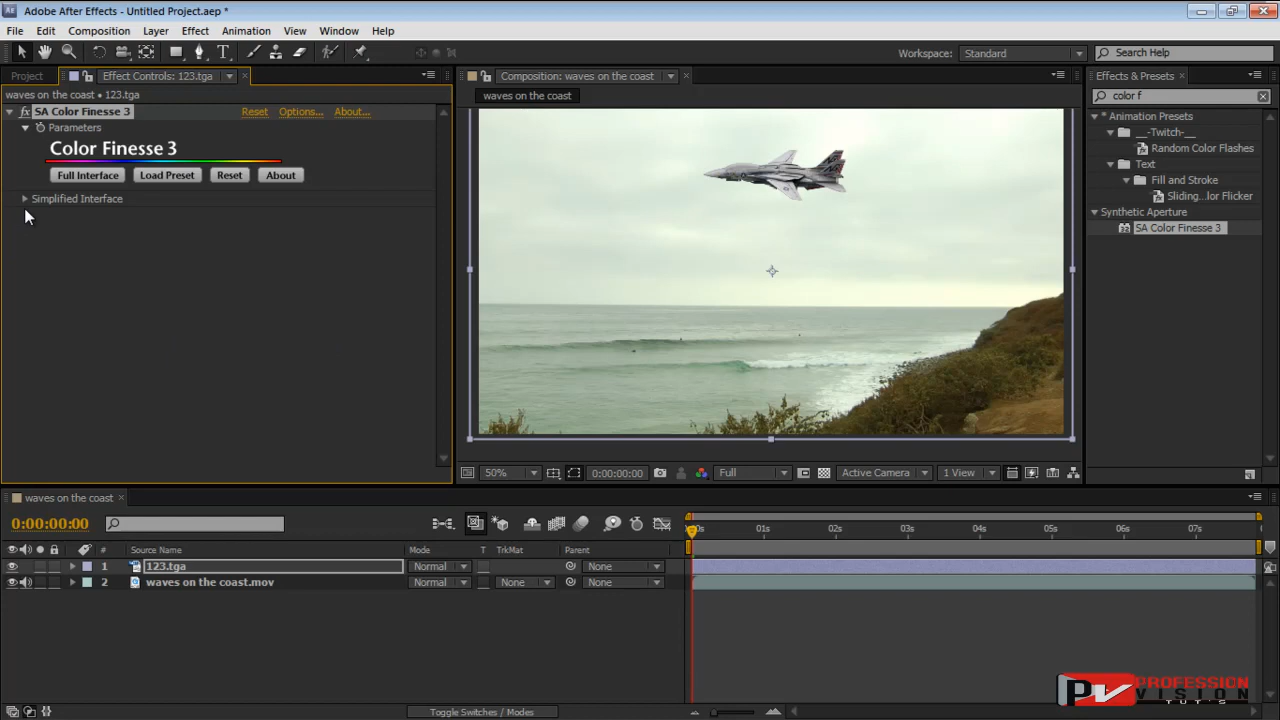 Adobe After Effects - Untitled Project.aep *
File Edit Composition Layer Effect Animation View Window Help
Workspace: Standard Search Help
Project Effect Controls: 123.tga Composition: waves on the coast Effects & Presets
waves on the coast • 123.tga waves on the coast color f
fx SA Color Finesse 3 Reset Options... About... * Animation Presets
Parameters __-Twitch-__
Color Finesse 3 Random Color Flashes
Text
Full Interface Load Preset Reset About Fill and Stroke
Simplified Interface Sliding...lor Flicker
Synthetic Aperture
SA Color Finesse 3
50% 0:00:00:00 Full Active Camera 1 View
waves on the coast
0:00:00:00 01s 02s 03s 04s 05s 06s 07s
# Source Name Mode T TrkMat Parent
1 123.tga Normal None
2 waves on the coast.mov Normal None None
PROFESSION
PV VISION
TUT'S
Toggle Switches / Modes